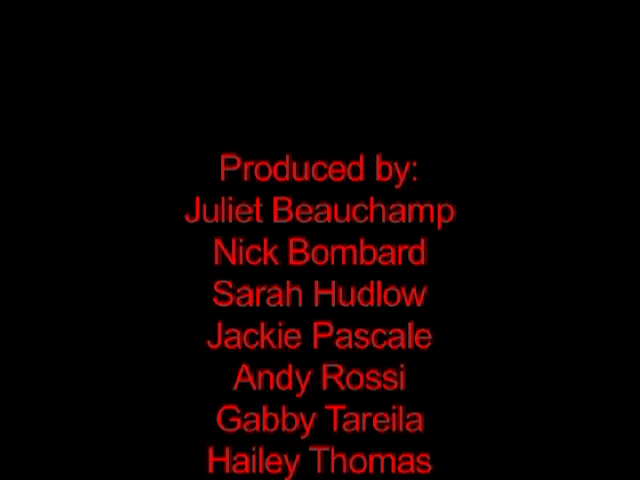 Produced by:
Juliet Beauchamp
Nick Bombard
Sarah Hudlow
Jackie Pascale
Andy Rossi
Gabby Tareila
Hailey Thomas